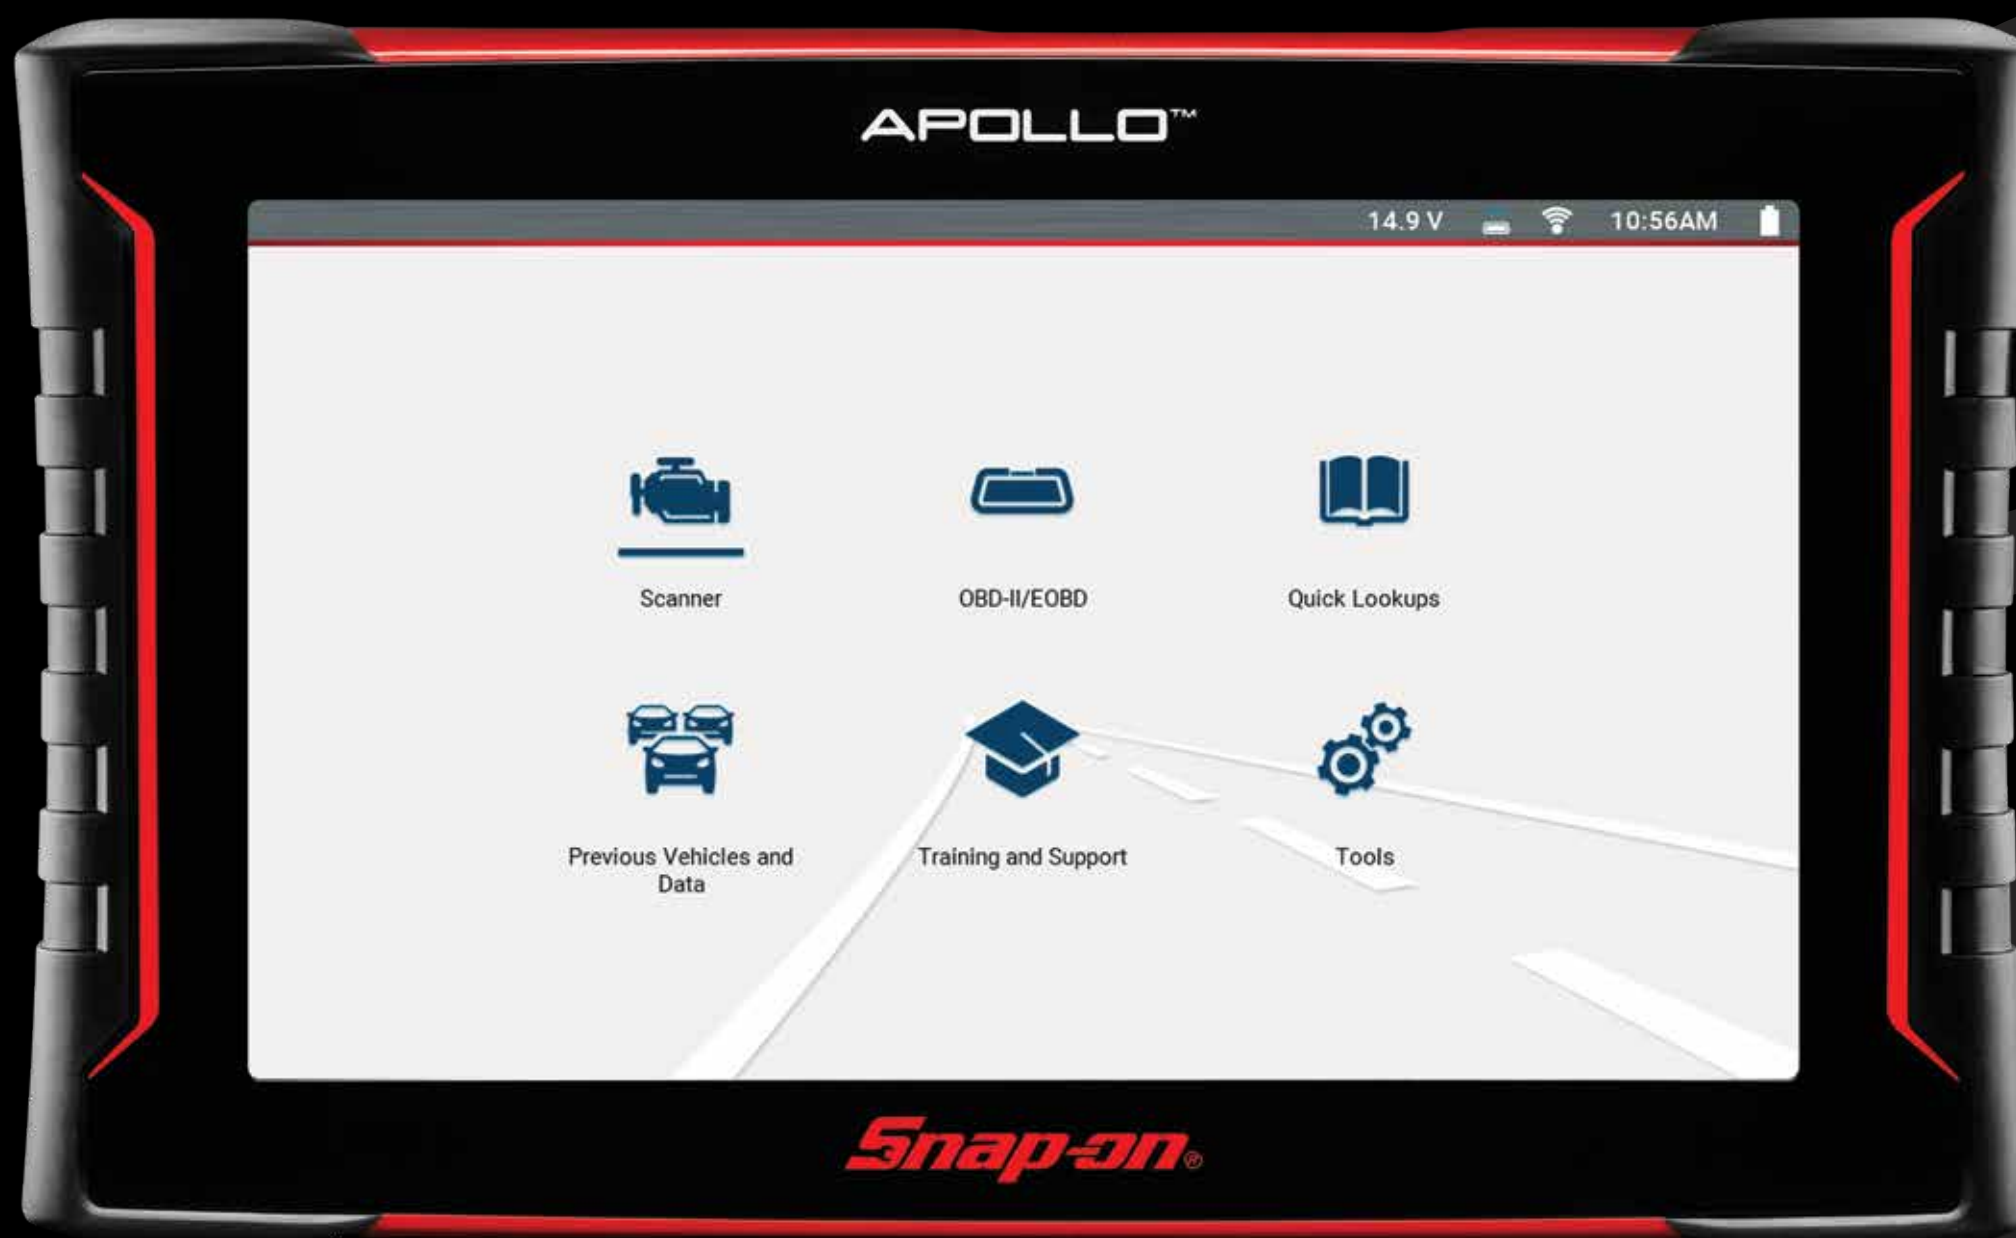 APOLLO™
14.9 V 10:56AM
Scanner OBD-II/EOBD Quick Lookups
Previous Vehicles and
Data
Training and Support
Tools
Snap-on®